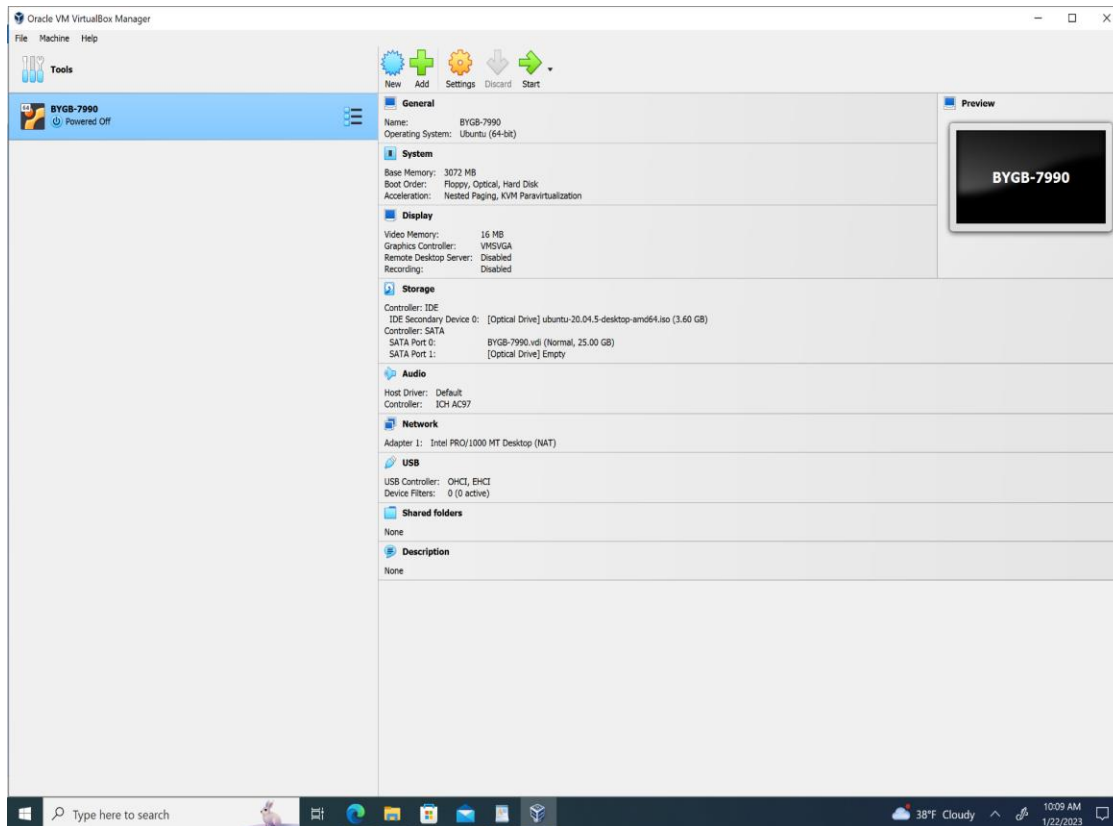 Oracle VM VirtualBox Manager
File Machine Help
Tools
New Add Settings Discard Start
64
BYGB-7990
Powered Off
General
Name: BYGB-7990
Operating System: Ubuntu (64-bit)
System
Base Memory: 3072 MB
Boot Order: Floppy, Optical, Hard Disk
Acceleration: Nested Paging, KVM Paravirtualization
Display
Video Memory: 16 MB
Graphics Controller: VMSVGA
Remote Desktop Server: Disabled
Recording: Disabled
Storage
Controller: IDE
IDE Secondary Device 0: [Optical Drive] ubuntu-20.04.5-desktop-amd64.iso (3.60 GB)
Controller: SATA
SATA Port 0: BYGB-7990.vdi (Normal, 25.00 GB)
SATA Port 1: [Optical Drive] Empty
Audio
Host Driver: Default
Controller: ICH AC97
Network
Adapter 1: Intel PRO/1000 MT Desktop (NAT)
USB
USB Controller: OHCI, EHCI
Device Filters: 0 (0 active)
Shared folders
None
Description
None
Preview
BYGB-7990
Type here to search
38°F Cloudy
10:09 AM
1/22/2023